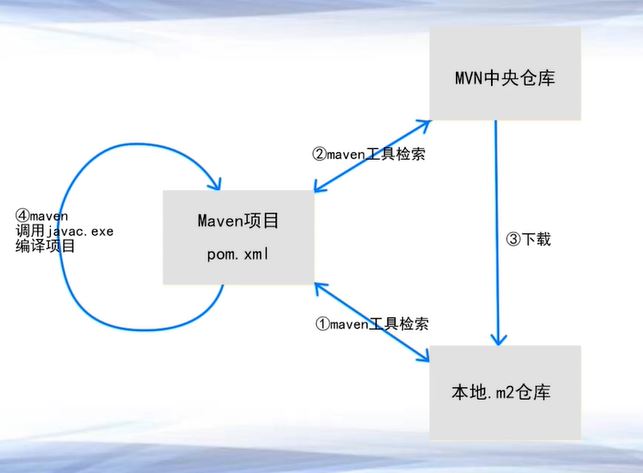 MVN中央仓库
②maven工具检索
Maven项目
pom.xml
④maven
调用javac.exe
编译项目
③下载
①maven工具检索
本地.m2仓库